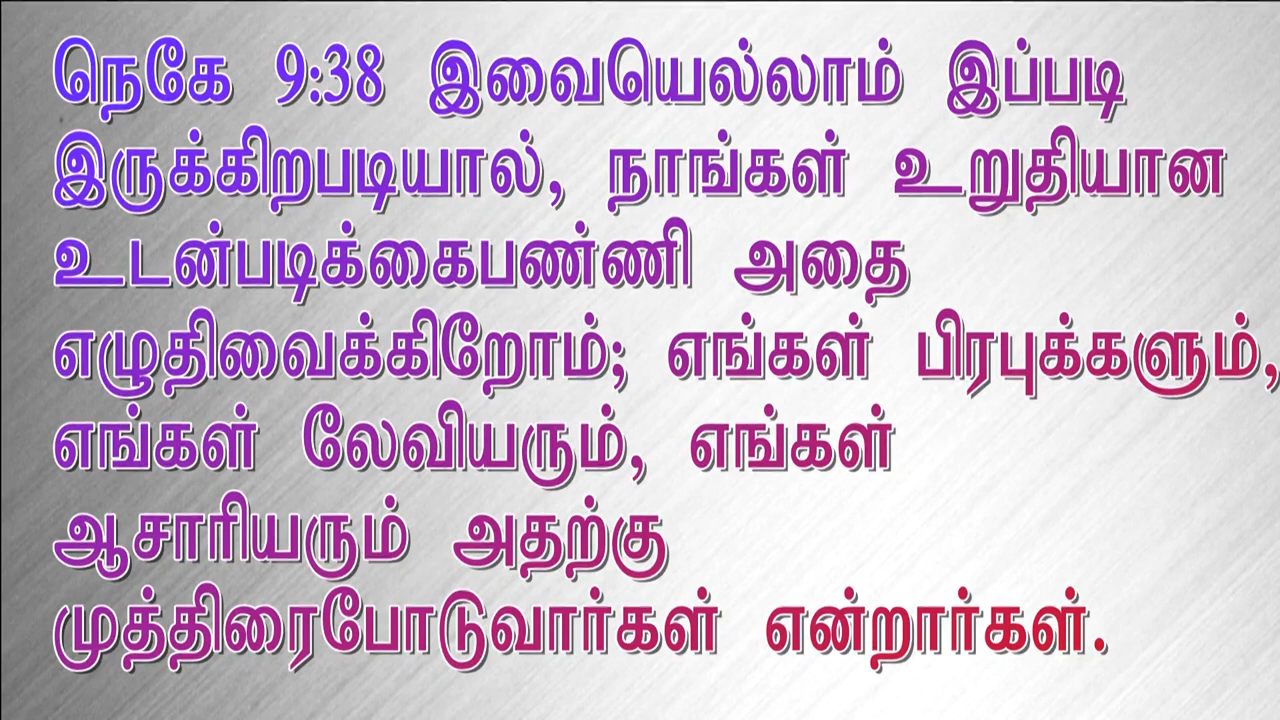 நெகே 9:38 இவையெல்லாம் இப்படி
இருக்கிறபடியால், நாங்கள் உறுதியான
உடன்படிக்கைபண்ணி அதை
எழுதிவைக்கிறோம்; எங்கள் பிரபுக்களும்,
எங்கள் லேவியரும், எங்கள்
ஆசாரியரும் அதற்கு
முத்திரைபோடுவார்கள் என்றார்கள்.